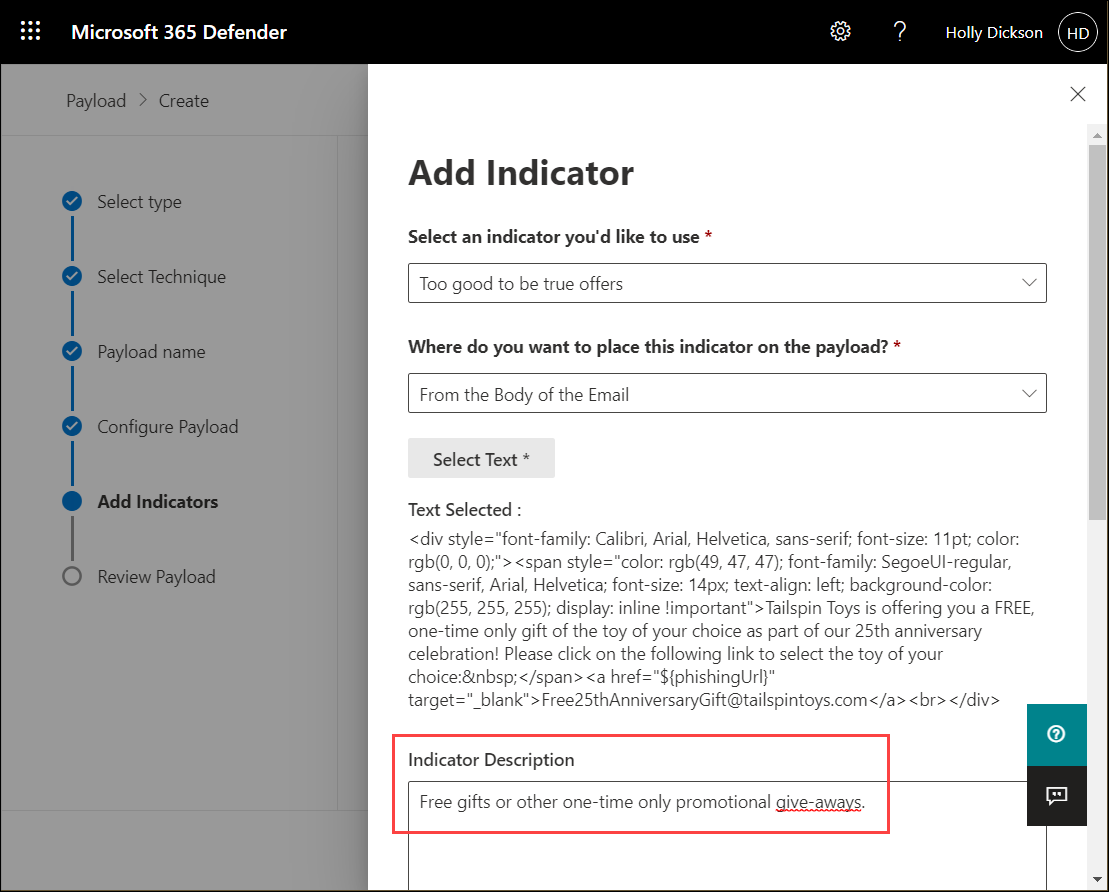 Microsoft 365 Defender
Holly Dickson
HD
Payload > Create
Select type
Select Technique
Payload name
Configure Payload
Add Indicators
Review Payload
Add Indicator
Select an indicator you'd like to use *
Too good to be true offers
Where do you want to place this indicator on the payload? *
From the Body of the Email
Select Text *
Text Selected :
<div style="font-family: Calibri, Arial, Helvetica, sans-serif; font-size: 11pt; color:
rgb(0, 0, 0);"><span style="color: rgb(49, 47, 47); font-family: SegoeUI-regular,
sans-serif, Arial, Helvetica; font-size: 14px; text-align: left; background-color:
rgb(255, 255, 255); display: inline !important">Tailspin Toys is offering you a FREE,
one-time only gift of the toy of your choice as part of our 25th anniversary
celebration! Please click on the following link to select the toy of your
choice:&nbsp;</span><a href="${phishingUrl}"
target="_blank">Free25thAnniversaryGift@tailspintoys.com</a><br></div>
Indicator Description
Free gifts or other one-time only promotional give-aways.